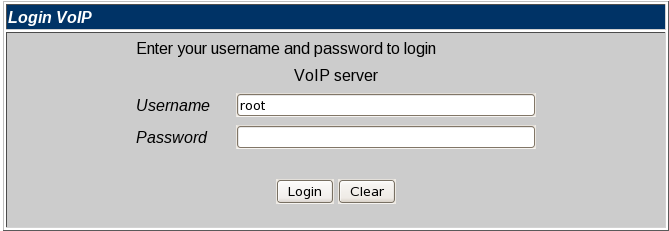 Login VoIP
Enter your username and password to login
VoIP server
Username root
Password
Login Clear